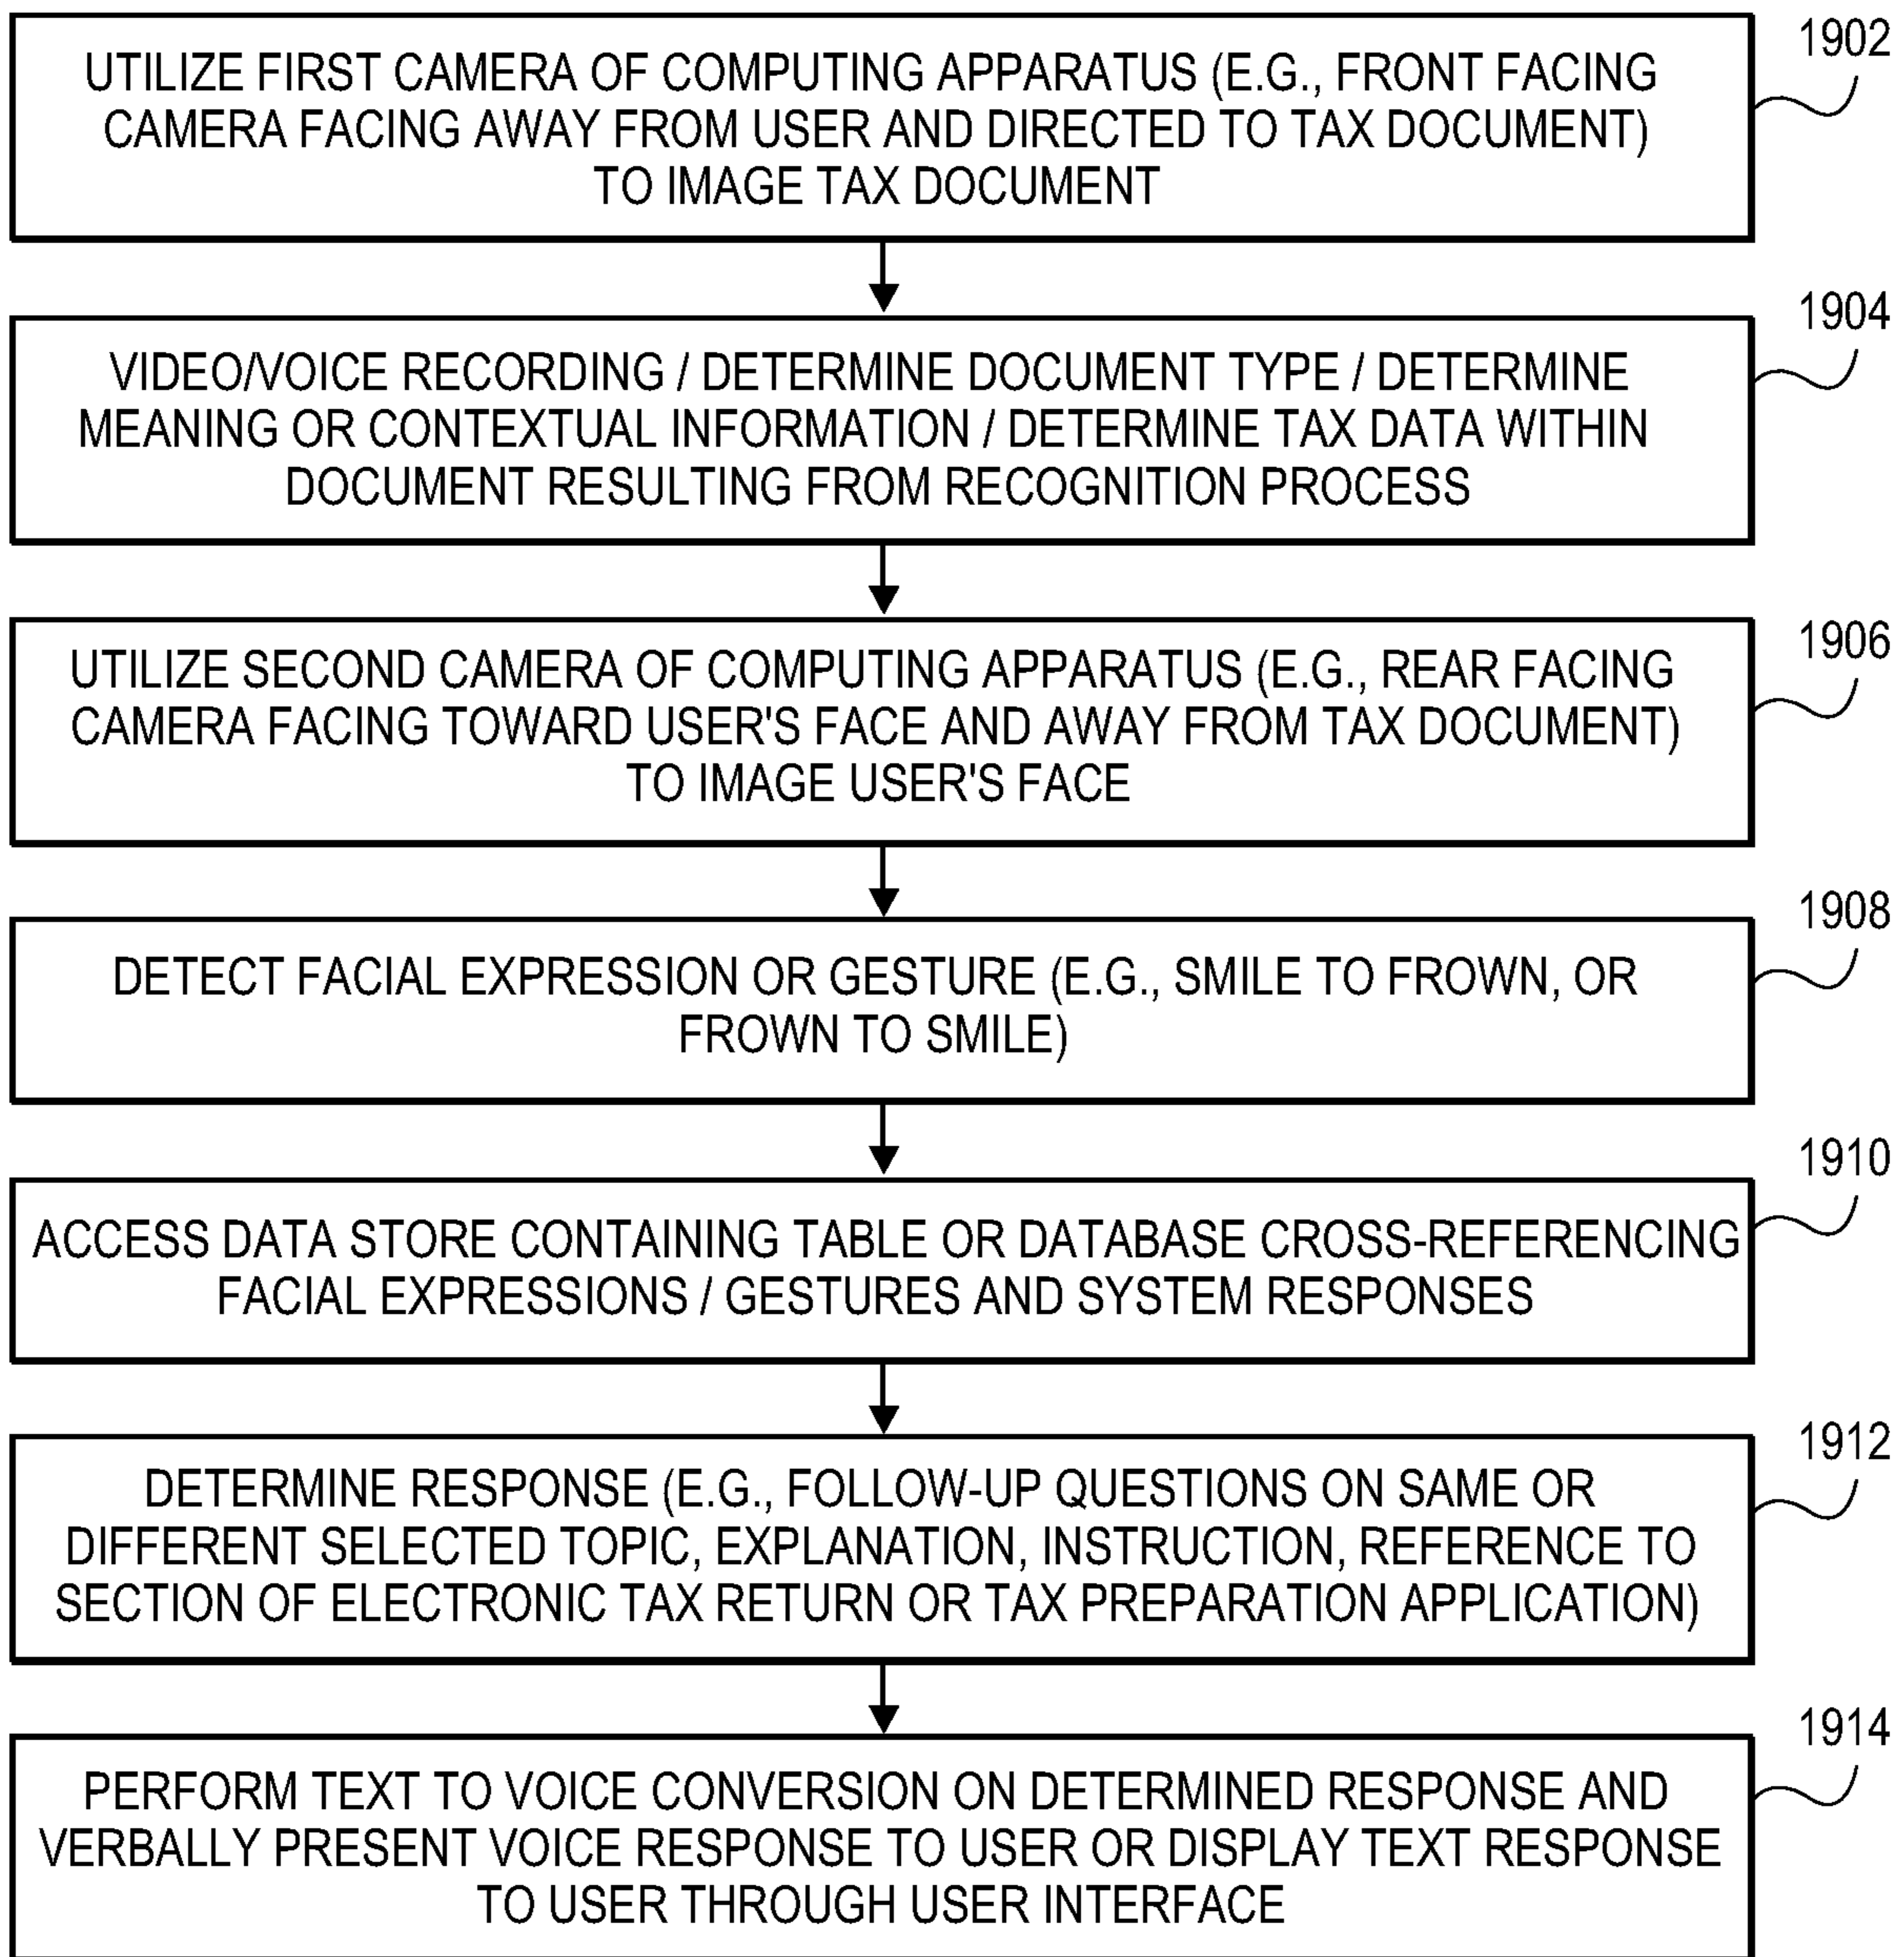 1902
UTILIZE FIRST CAMERA OF COMPUTING APPARATUS (E.G., FRONT FACING
CAMERA FACING AWAY FROM USER AND DIRECTED TO TAX DOCUMENT)
TO IMAGE TAX DOCUMENT
1904
VIDEO/VOICE RECORDING / DETERMINE DOCUMENT TYPE / DETERMINE
MEANING OR CONTEXTUAL INFORMATION / DETERMINE TAX DATA WITHIN
DOCUMENT RESULTING FROM RECOGNITION PROCESS
1906
UTILIZE SECOND CAMERA OF COMPUTING APPARATUS (E.G., REAR FACING
CAMERA FACING TOWARD USER'S FACE AND AWAY FROM TAX DOCUMENT)
TO IMAGE USER'S FACE
1908
DETECT FACIAL EXPRESSION OR GESTURE (E.G., SMILE TO FROWN, OR
FROWN TO SMILE)
1910
ACCESS DATA STORE CONTAINING TABLE OR DATABASE CROSS-REFERENCING
FACIAL EXPRESSIONS / GESTURES AND SYSTEM RESPONSES
1912
DETERMINE RESPONSE (E.G., FOLLOW-UP QUESTIONS ON SAME OR
DIFFERENT SELECTED TOPIC, EXPLANATION, INSTRUCTION, REFERENCE TO
SECTION OF ELECTRONIC TAX RETURN OR TAX PREPARATION APPLICATION)
1914
PERFORM TEXT TO VOICE CONVERSION ON DETERMINED RESPONSE AND
VERBALLY PRESENT VOICE RESPONSE TO USER OR DISPLAY TEXT RESPONSE
TO USER THROUGH USER INTERFACE